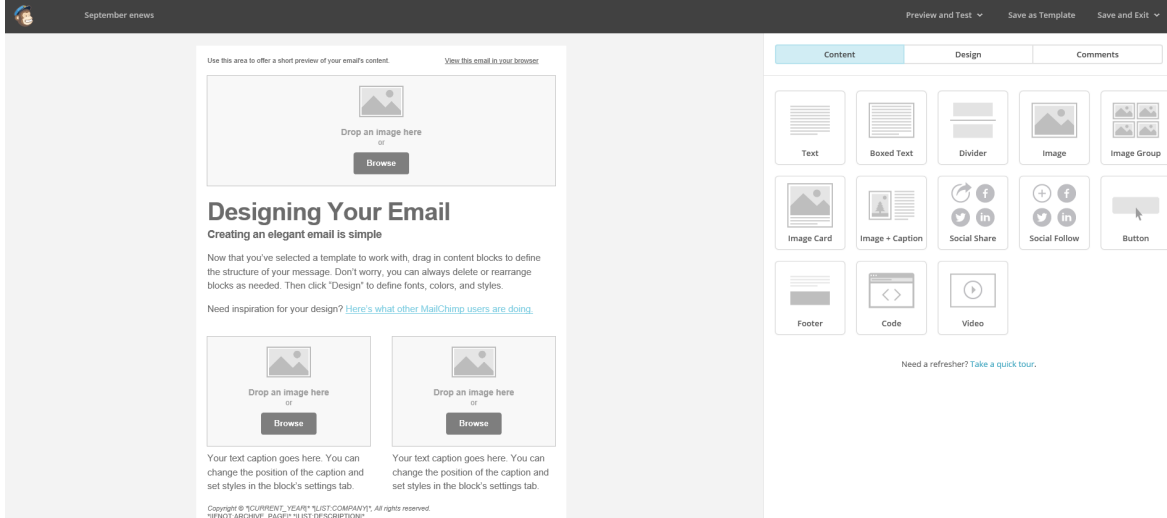 September enews
Preview and Test
Save as Template
Save and Exit
Use this area to offer a short preview of your email's content.
View this email in your browser
Drop an image here
or
Browse
Designing Your Email
Creating an elegant email is simple
Now that you've selected a template to work with, drag in content blocks to define
the structure of your message. Don't worry, you can always delete or rearrange
blocks as needed. Then click "Design" to define fonts, colors, and styles.
Need inspiration for your design? Here's what other MailChimp users are doing.
Drop an image here
or
Browse
Your text caption goes here. You can
change the position of the caption and
set styles in the block's settings tab.
Drop an image here
or
Browse
Your text caption goes here. You can
change the position of the caption and
set styles in the block's settings tab.
Copyright © *|CURRENT_YEAR|* *|LIST:COMPANY|*, All rights reserved.
*|IFNOT:ARCHIVE_PAGE|* *|LIST:DESCRIPTION|*
Content
Design
Comments
Text
Boxed Text
Divider
Image
Image Group
Image Card
Image + Caption
Social Share
Social Follow
Button
Footer
Code
Video
Need a refresher? Take a quick tour.